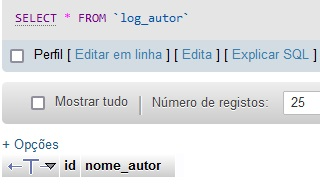 SELECT * FROM `log_autor`
Perfil [ Editar em linha ] [ Edita ] [ Explicar SQL ]
Mostrar tudo Número de registos: 25
+ Opções
id nome_autor